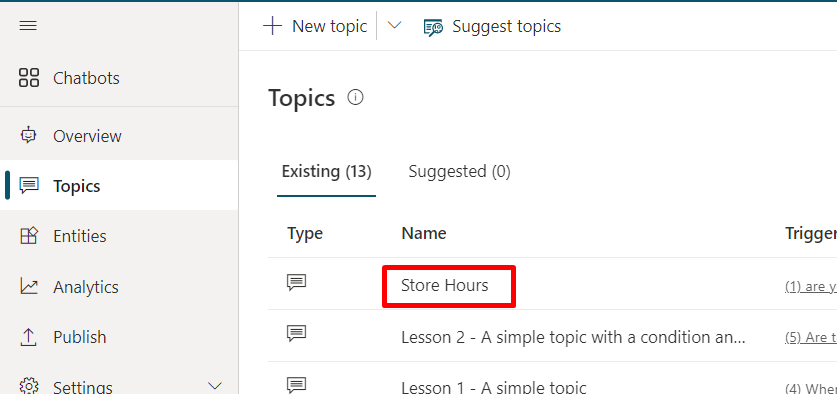 New topic
Suggest topics
Chatbots
Topics
Overview
Existing (13)
Suggested (0)
Topics
Type
Name
Trigger
Entities
Store Hours
(1) are y
Analytics
Publish
Lesson 2 - A simple topic with a condition an...
(5) Are t
Settings
Lesson 1 - A simple topic
(4) Wher